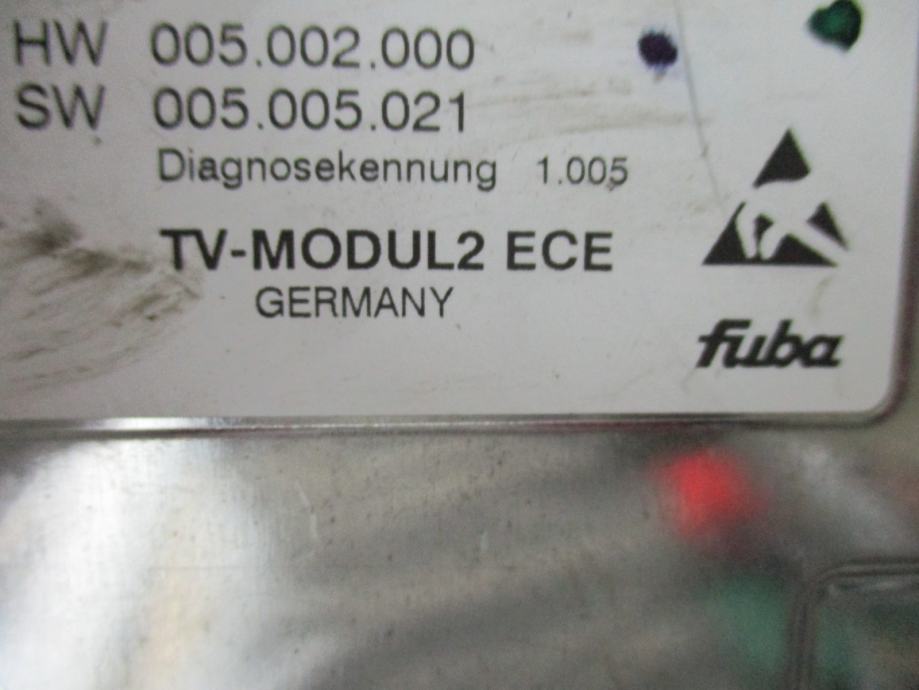 HW 005.002.000
SW 005.005.021
Diagnosekennung 1.005
TV-MODUL2 ECE
GERMANY
fuba